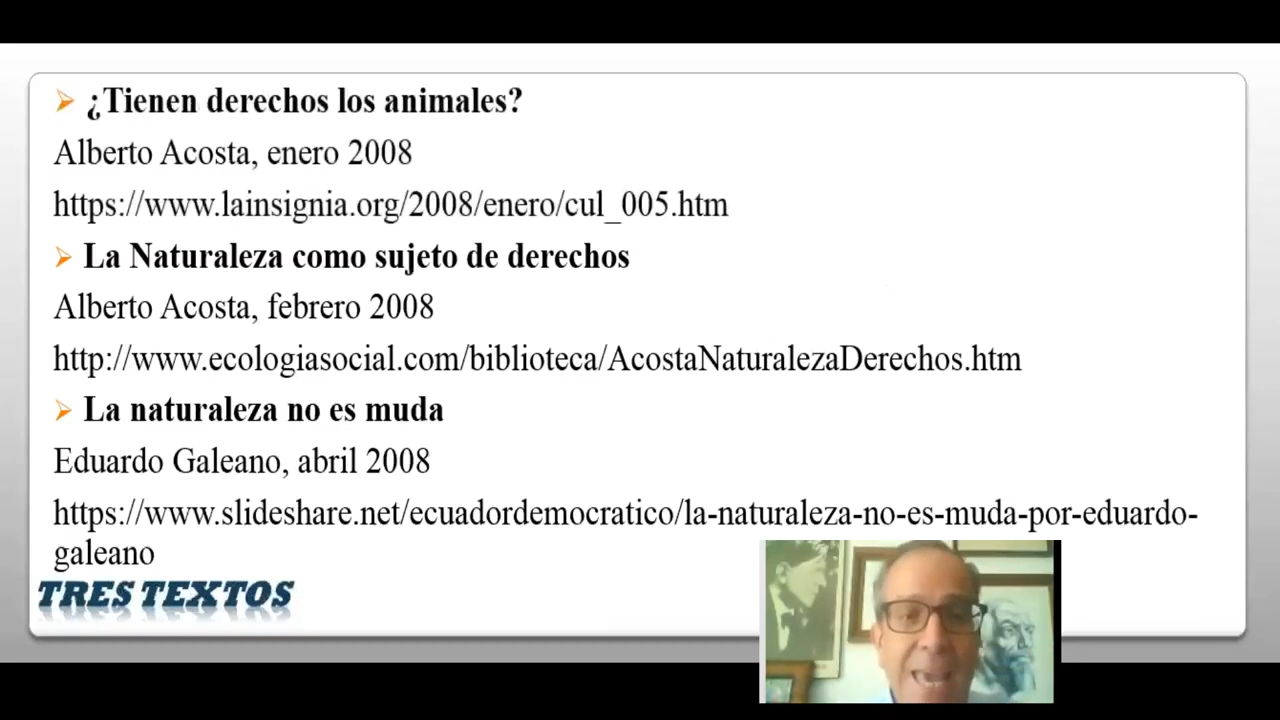 ¿Tienen derechos los animales?
Alberto Acosta, enero 2008
https://www.lainsignia.org/2008/enero/cul_005.htm
La Naturaleza como sujeto de derechos
Alberto Acosta, febrero 2008
http://www.ecologiasocial.com/biblioteca/AcostaNaturalezaDerechos.htm
La naturaleza no es muda
Eduardo Galeano, abril 2008
https://www.slideshare.net/ecuadordemocratico/la-naturaleza-no-es-muda-por-eduardo-
galeano
TRES TEXTOS